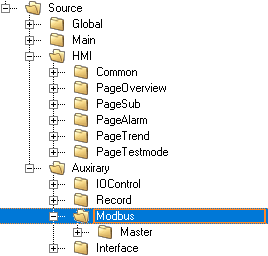 Source
Global
Main
HMI
Common
PageOverview
PageSub
PageAlarm
PageTrend
PageTestmode
Auxirary
IOControl
Record
Modbus
Master
Interface